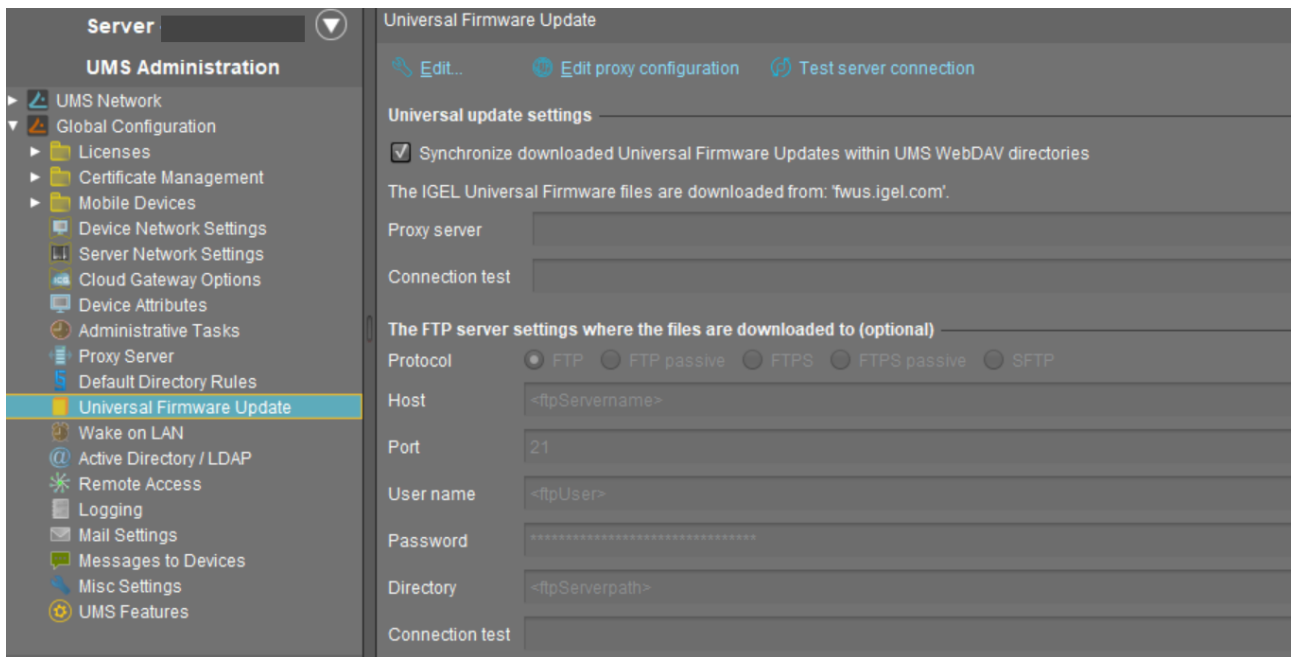 Server
UMS Administration
UMS Network
Global Configuration
Licenses
Certificate Management
Mobile Devices
Device Network Settings
Server Network Settings
Cloud Gateway Options
Device Attributes
Administrative Tasks
Proxy Server
Default Directory Rules
Universal Firmware Update
Wake on LAN
Active Directory / LDAP
Remote Access
Logging
Mail Settings
Messages to Devices
Misc Settings
UMS Features
Universal Firmware Update
Edit... Edit proxy configuration Test server connection
Universal update settings
Synchronize downloaded Universal Firmware Updates within UMS WebDAV directories
The IGEL Universal Firmware files are downloaded from: 'fwus.igel.com'.
Proxy server
Connection test
The FTP server settings where the files are downloaded to (optional)
Protocol FTP FTP passive FTPS FTPS passive SFTP
Host <ftpServername>
Port 21
User name <ftpUser>
Password ********************************
Directory <ftpServerpath>
Connection test